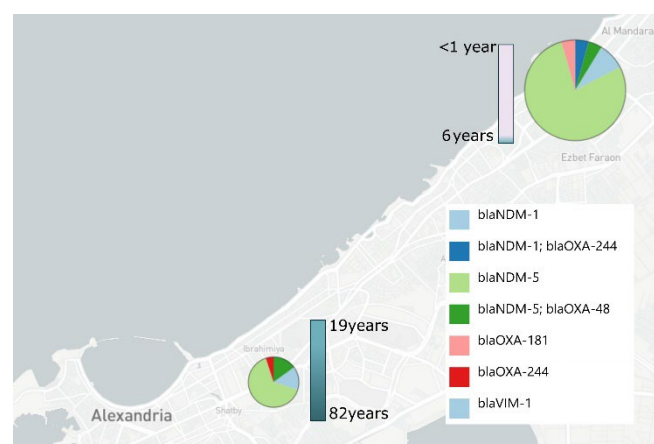 Al Mandara
<1 year
6 years
Ezbet Faraon
blaNDM-1
blaNDM-1; blaOXA-244
blaNDM-5
blaNDM-5; blaOXA-48
blaOXA-181
blaOXA-244
blaVIM-1
A
19years
Ibrahimiya
82years
Shatby
Alexandria